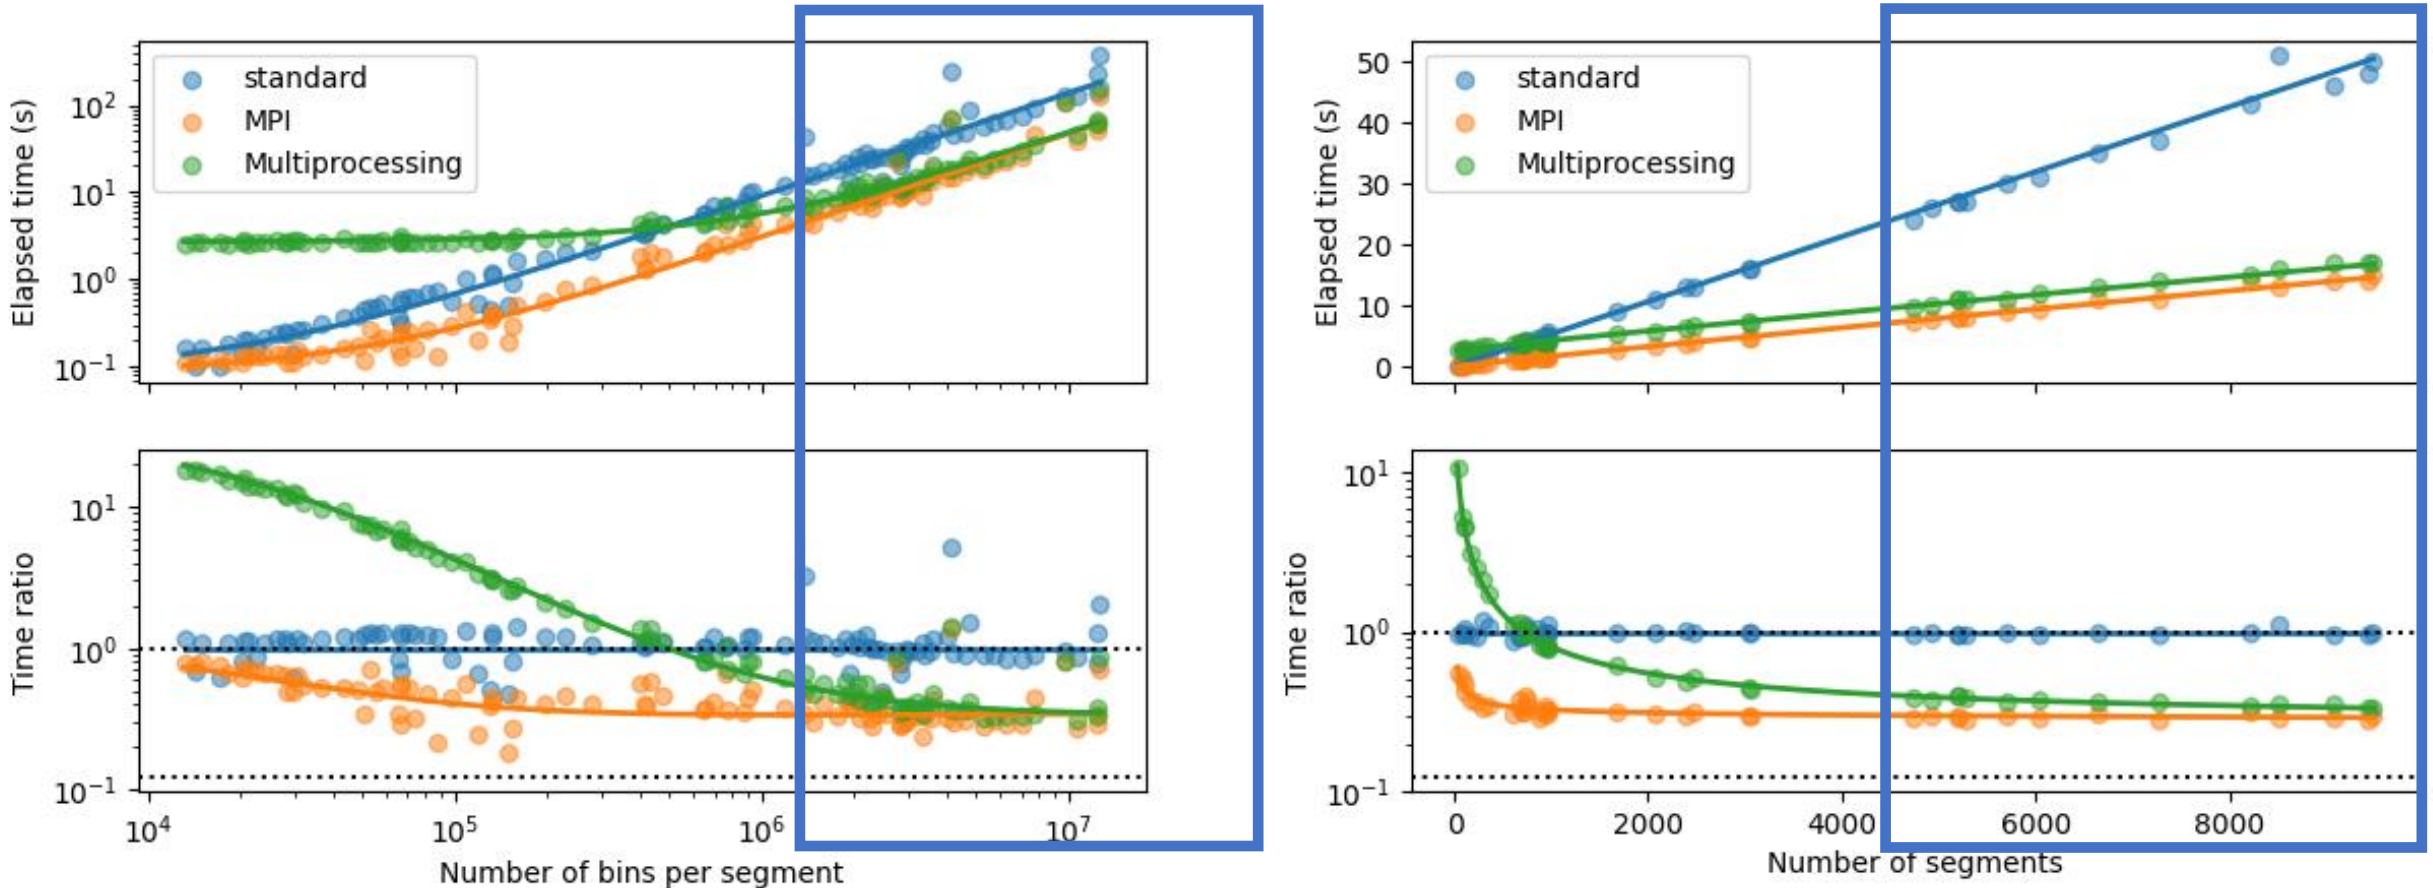 Elapsed time (s)
10²
10¹
10⁰
10⁻¹
standard
MPI
Multiprocessing
Elapsed time (s)
50
40
30
20
10
0
standard
MPI
Multiprocessing
Time ratio
10¹
10⁰
10⁻¹
10⁴ 10⁵ 10⁶ 10⁷
Number of bins per segment
Time ratio
10¹
10⁰
10⁻¹
0 2000 4000 6000 8000
Number of segments